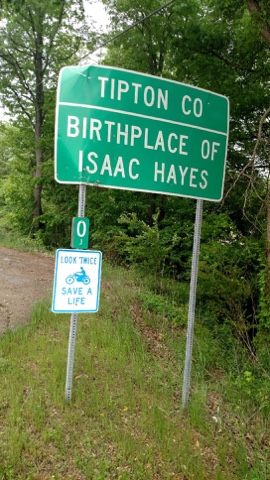 TIPTON CO
BIRTHPLACE OF
ISAAC HAYES
0
LOOK TWICE
SAVE A
LIFE